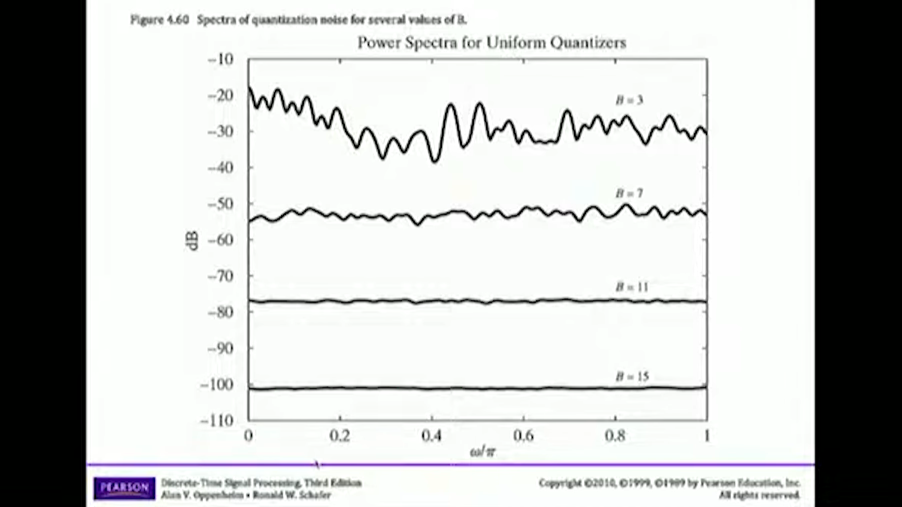 Figure 4.60 Spectra of quantization noise for several values of B.
Power Spectra for Uniform Quantizers
−10
−20
−30
−40
−50
−60
−70
−80
−90
−100
−110
dB
B = 3
B = 7
B = 11
B = 15
0 0.2 0.4 0.6 0.8 1
ω/π
PEARSON
Discrete-Time Signal Processing, Third Edition
Alan V. Oppenheim • Ronald W. Schafer
Copyright ©2010, ©1999, ©1989 by Pearson Education, Inc.
All rights reserved.